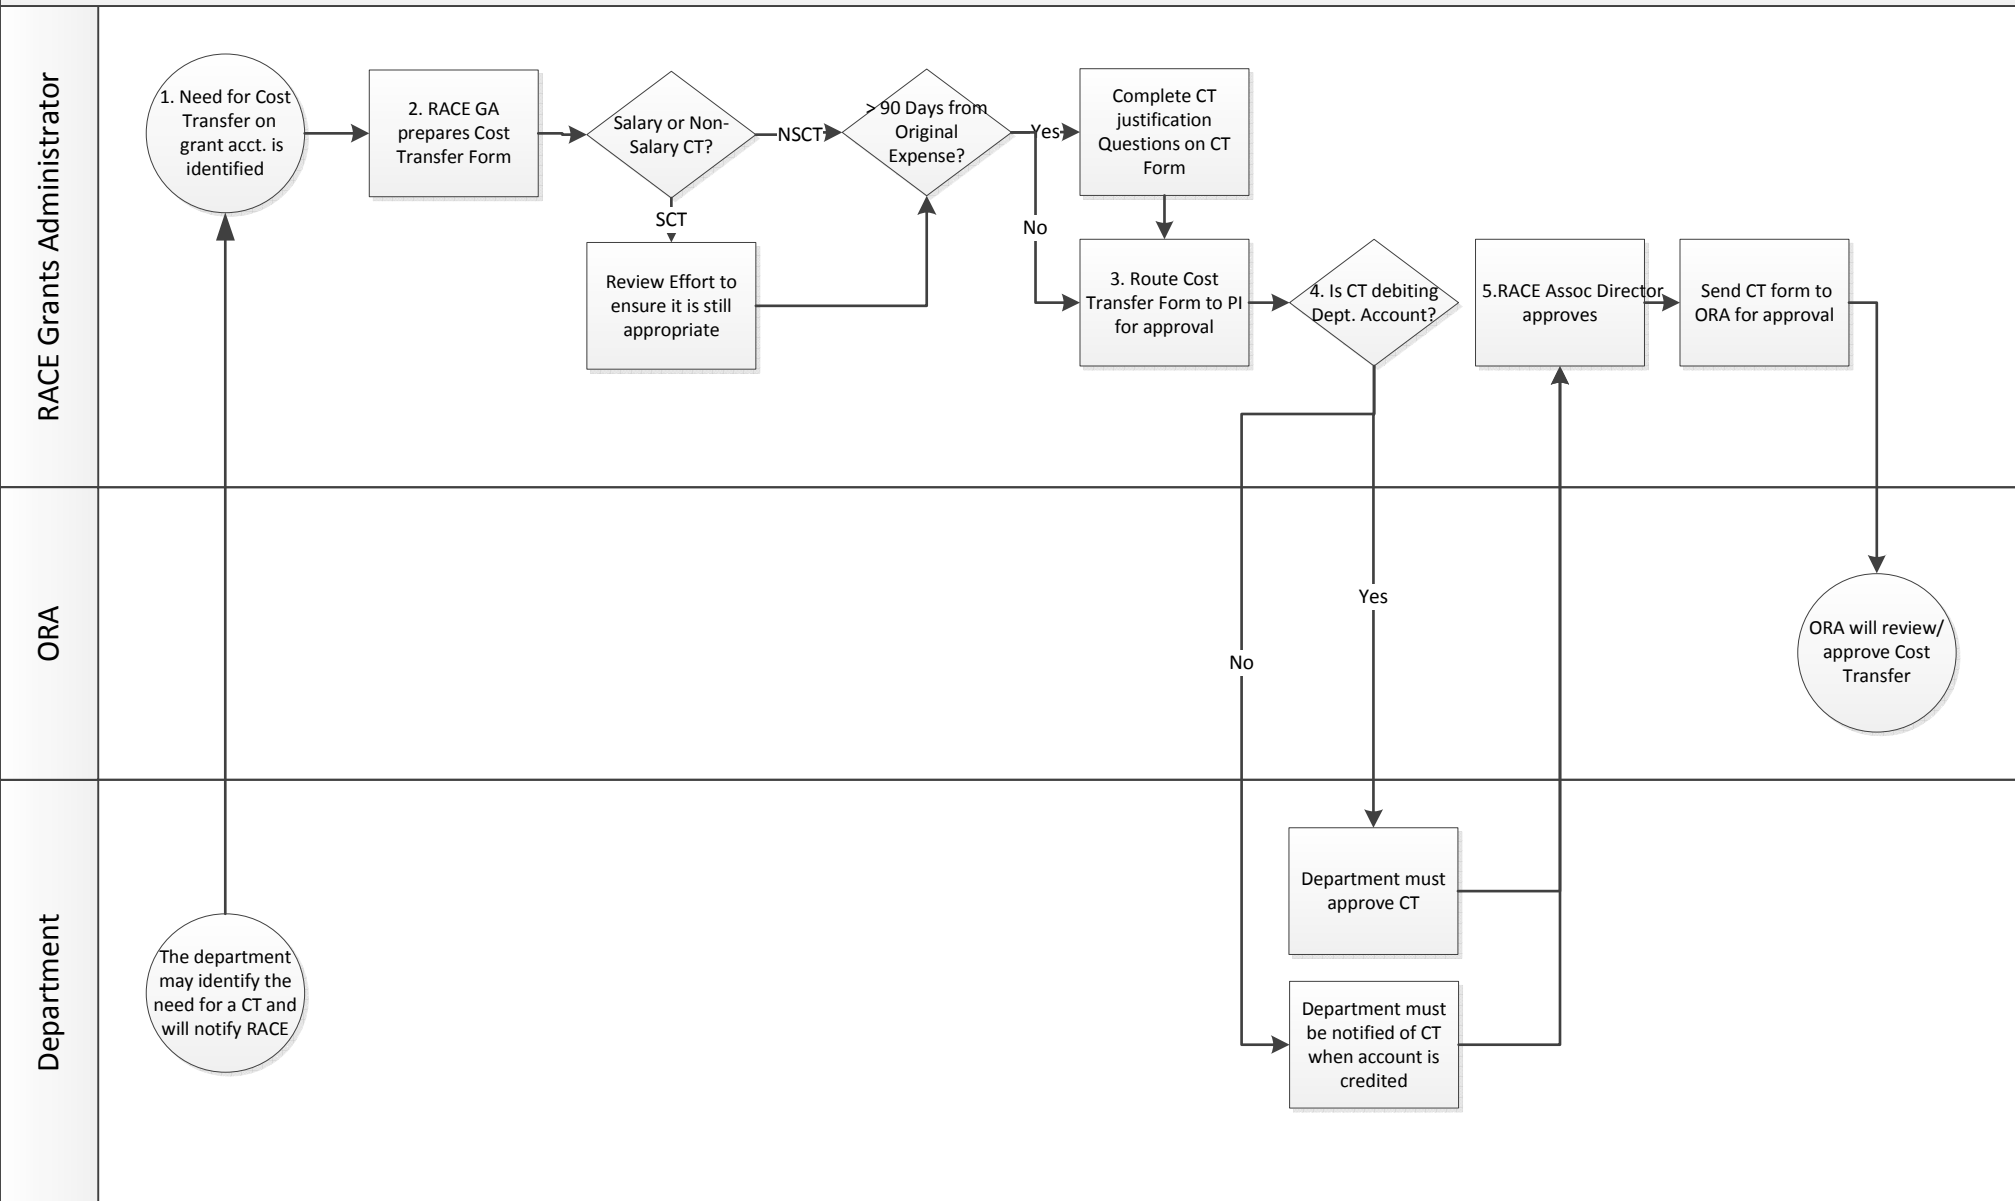 RACE Grants Administrator
1. Need for Cost
Transfer on
grant acct. is
identified
2. RACE GA
prepares Cost
Transfer Form
Salary or Non-
Salary CT?
NSCT
SCT
Review Effort to
ensure it is still
appropriate
> 90 Days from
Original
Expense?
Yes
No
Complete CT
justification
Questions on CT
Form
3. Route Cost
Transfer Form to PI
for approval
4. Is CT debiting
Dept. Account?
5.RACE Assoc Director
approves
Send CT form to
ORA for approval
ORA
Yes
No
ORA will review/
approve Cost
Transfer
Department
The department
may identify the
need for a CT and
will notify RACE
Department must
approve CT
Department must
be notified of CT
when account is
credited